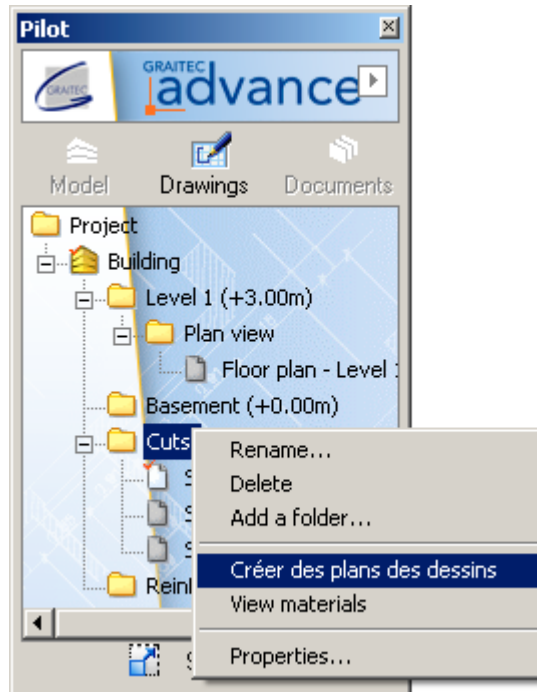 Pilot
GRAITEC
GRAITEC
advance
Model Drawings Documents
Project
Building
Level 1 (+3.00m)
Plan view
Floor plan - Level
Basement (+0.00m)
Cuts
Rename...
Delete
Add a folder...
Créer des plans des dessins
View materials
Properties...